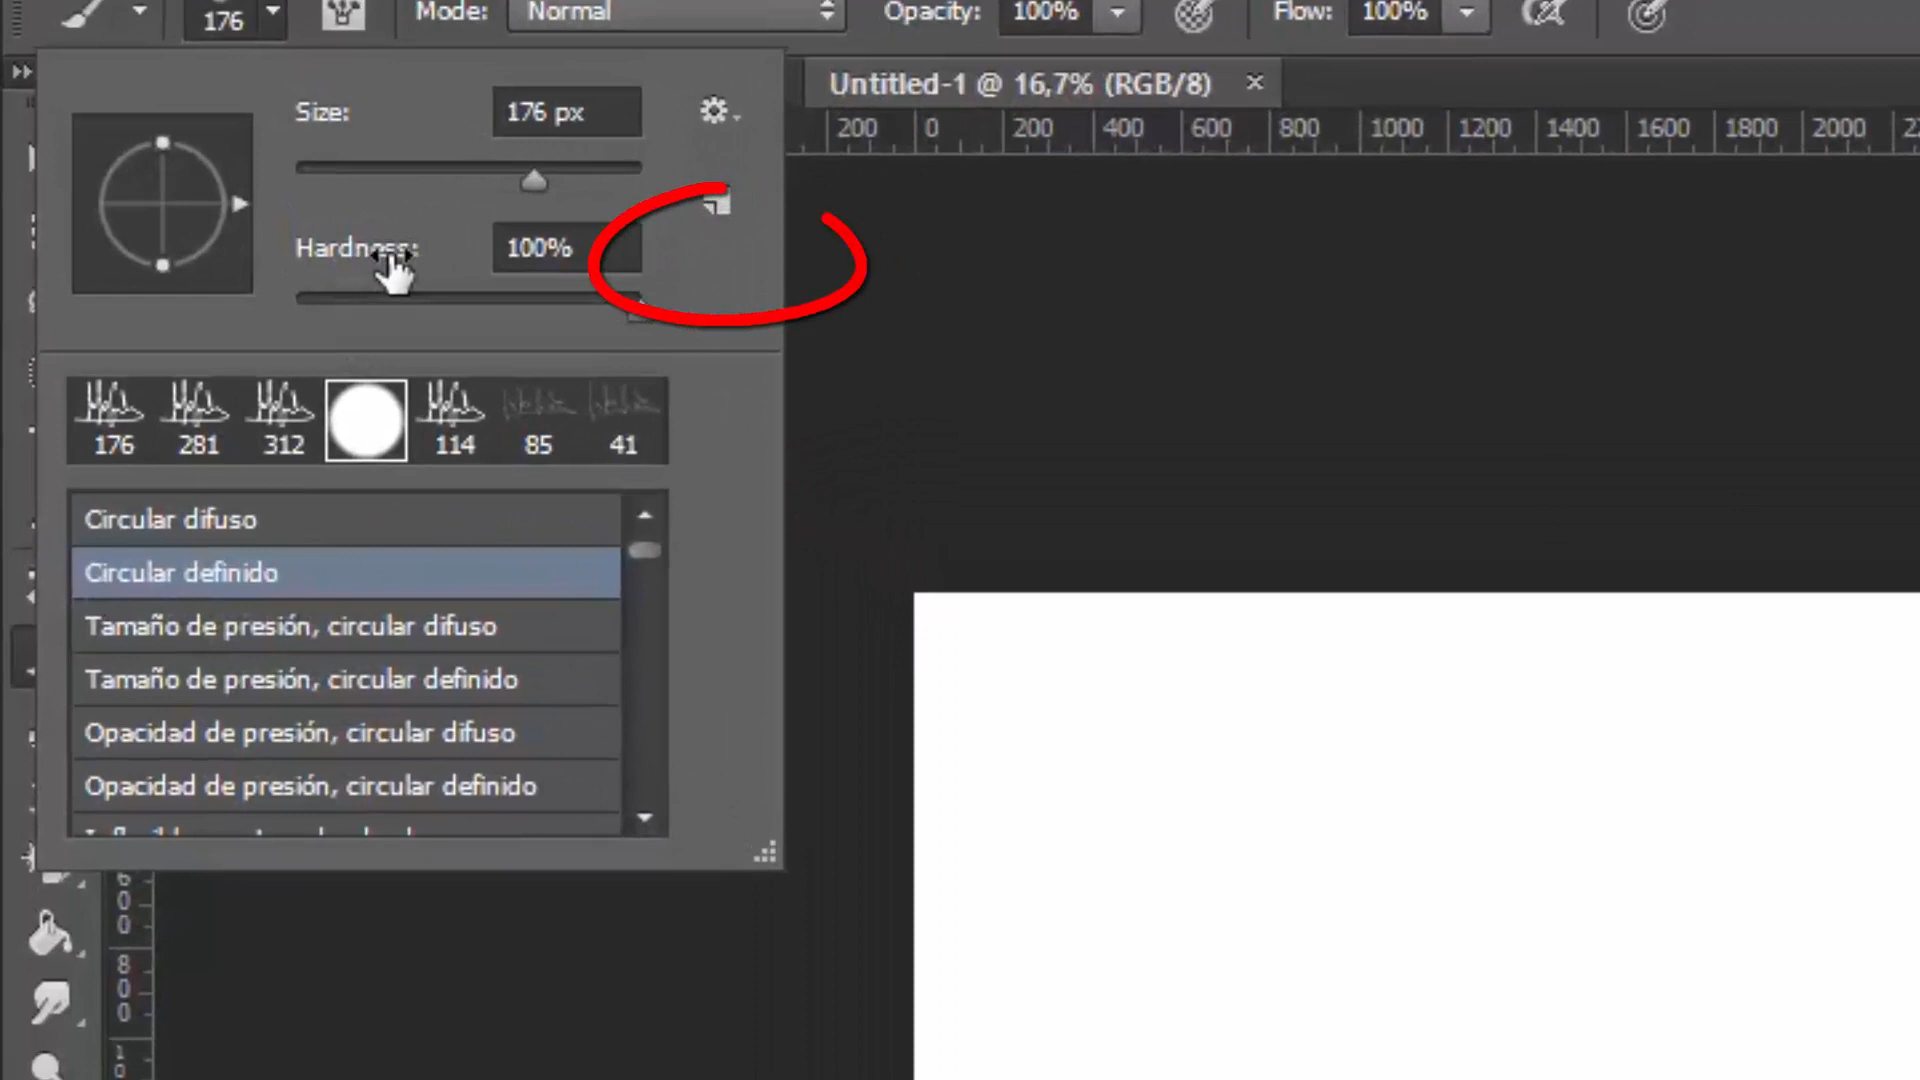 176
Mode: Normal
Opacity: 100%
Flow: 100%
Untitled-1 @ 16,7% (RGB/8) ×
Size: 176 px
200 0 200 400 600 800 1000 1200 1400 1600 1800 2000
Hardness: 100%
176 281 312 114 85 41
Circular difuso
Circular definido
Tamaño de presión, circular difuso
Tamaño de presión, circular definido
Opacidad de presión, circular difuso
Opacidad de presión, circular definido
600
800